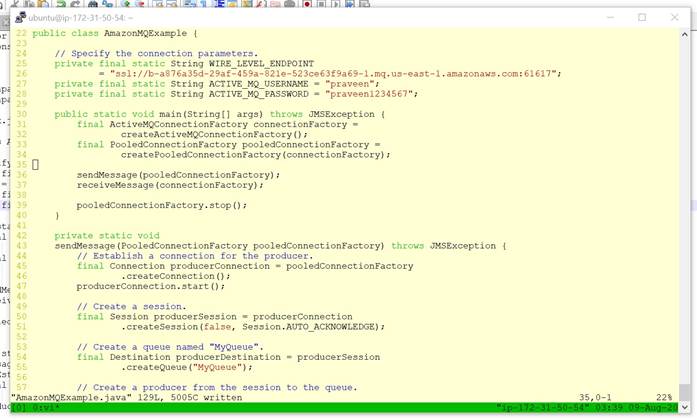 ubuntu@ip-172-31-50-54: ~
22 public class AmazonMQExample {
23
24     // Specify the connection parameters.
25     private final static String WIRE_LEVEL_ENDPOINT
26             = "ssl://b-a876a35d-29af-459a-821e-523ce63f9a69-1.mq.us-east-1.amazonaws.com:61617";
27     private final static String ACTIVE_MQ_USERNAME = "praveen";
28     private final static String ACTIVE_MQ_PASSWORD = "praveen1234567";
29
30     public static void main(String[] args) throws JMSException {
31         final ActiveMQConnectionFactory connectionFactory =
32                 createActiveMQConnectionFactory();
33         final PooledConnectionFactory pooledConnectionFactory =
34                 createPooledConnectionFactory(connectionFactory);
35
36         sendMessage(pooledConnectionFactory);
37         receiveMessage(connectionFactory);
38
39         pooledConnectionFactory.stop();
40     }
41
42     private static void
43     sendMessage(PooledConnectionFactory pooledConnectionFactory) throws JMSException {
44         // Establish a connection for the producer.
45         final Connection producerConnection = pooledConnectionFactory
46                 .createConnection();
47         producerConnection.start();
48
49         // Create a session.
50         final Session producerSession = producerConnection
51                 .createSession(false, Session.AUTO_ACKNOWLEDGE);
52
53         // Create a queue named "MyQueue".
54         final Destination producerDestination = producerSession
55                 .createQueue("MyQueue");
56
57         // Create a producer from the session to the queue.
"AmazonMQExample.java" 129L, 5005C written 35,0-1 22%
[0] 0:vi* "ip-172-31-50-54" 03:39 09-Aug-20